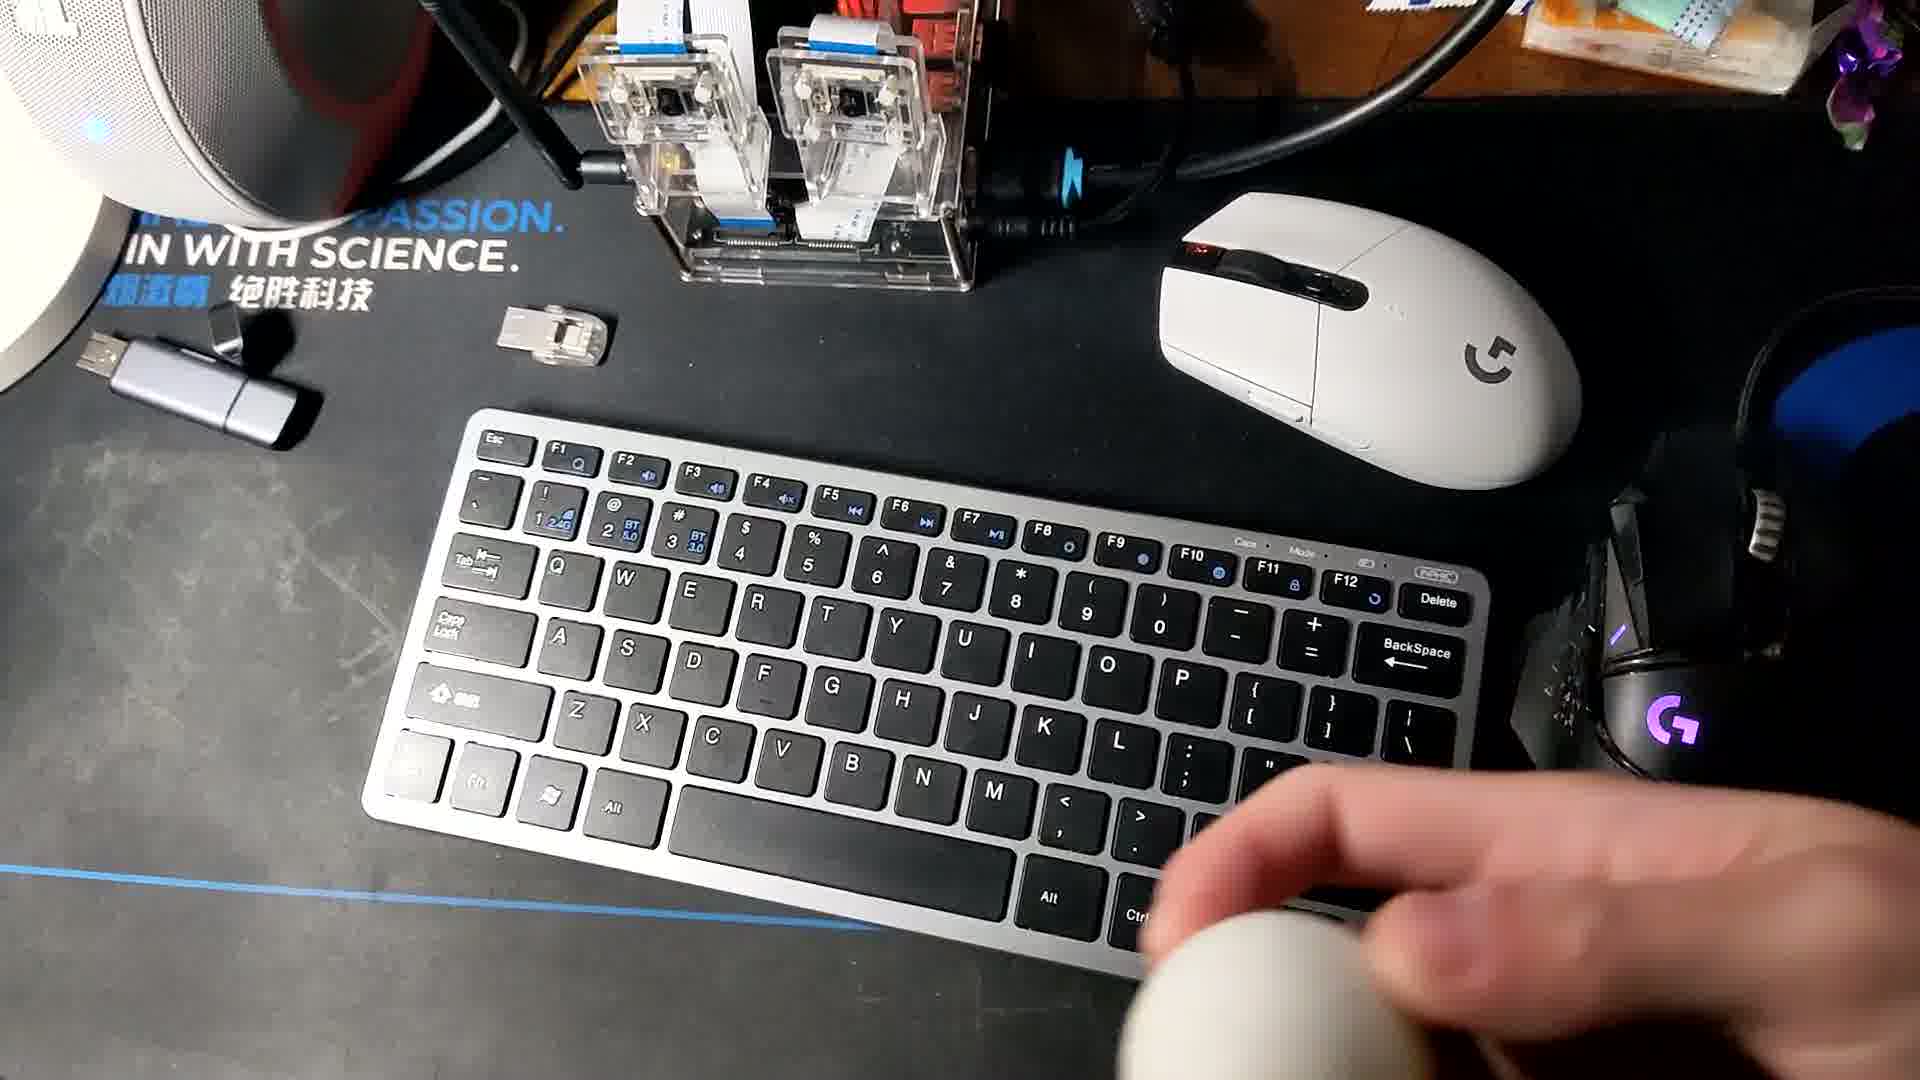 PASSION.
IN WITH SCIENCE.
绝胜科技
Esc F1 F2 F3 F4 F5 F6 F7 F8 F9 F10 F11 F12 Delete
Caps Mode
! 1 2.4G @ 2 BT 5.0 # 3 BT 3.0 $ 4 % 5 ^ 6 & 7 * 8 ( 9 ) 0 — - + = BackSpace
Tab Q W E R T Y U I O P { [ } ] | \
Caps Lock A S D F G H J K L : ; "
Z X C V B N M < , > .
Alt Alt Ctrl
G
G